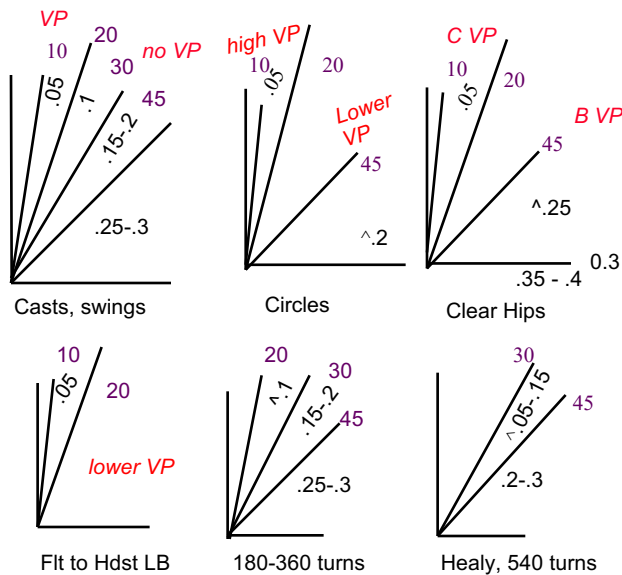 VP
10
20
no VP
30
45
.05
.1
.15-.2
.25-.3
Casts, swings
high VP
10
.05
20
Lower
VP
45
^.2
Circles
C VP
10
.05
20
B VP
45
^.25
0.3
.35 - .4
Clear Hips
10
.05
20
lower VP
Flt to Hdst LB
20
^.1
30
.15-.2
45
.25-.3
180-360 turns
30
^.05-.15
45
.2-.3
Healy, 540 turns